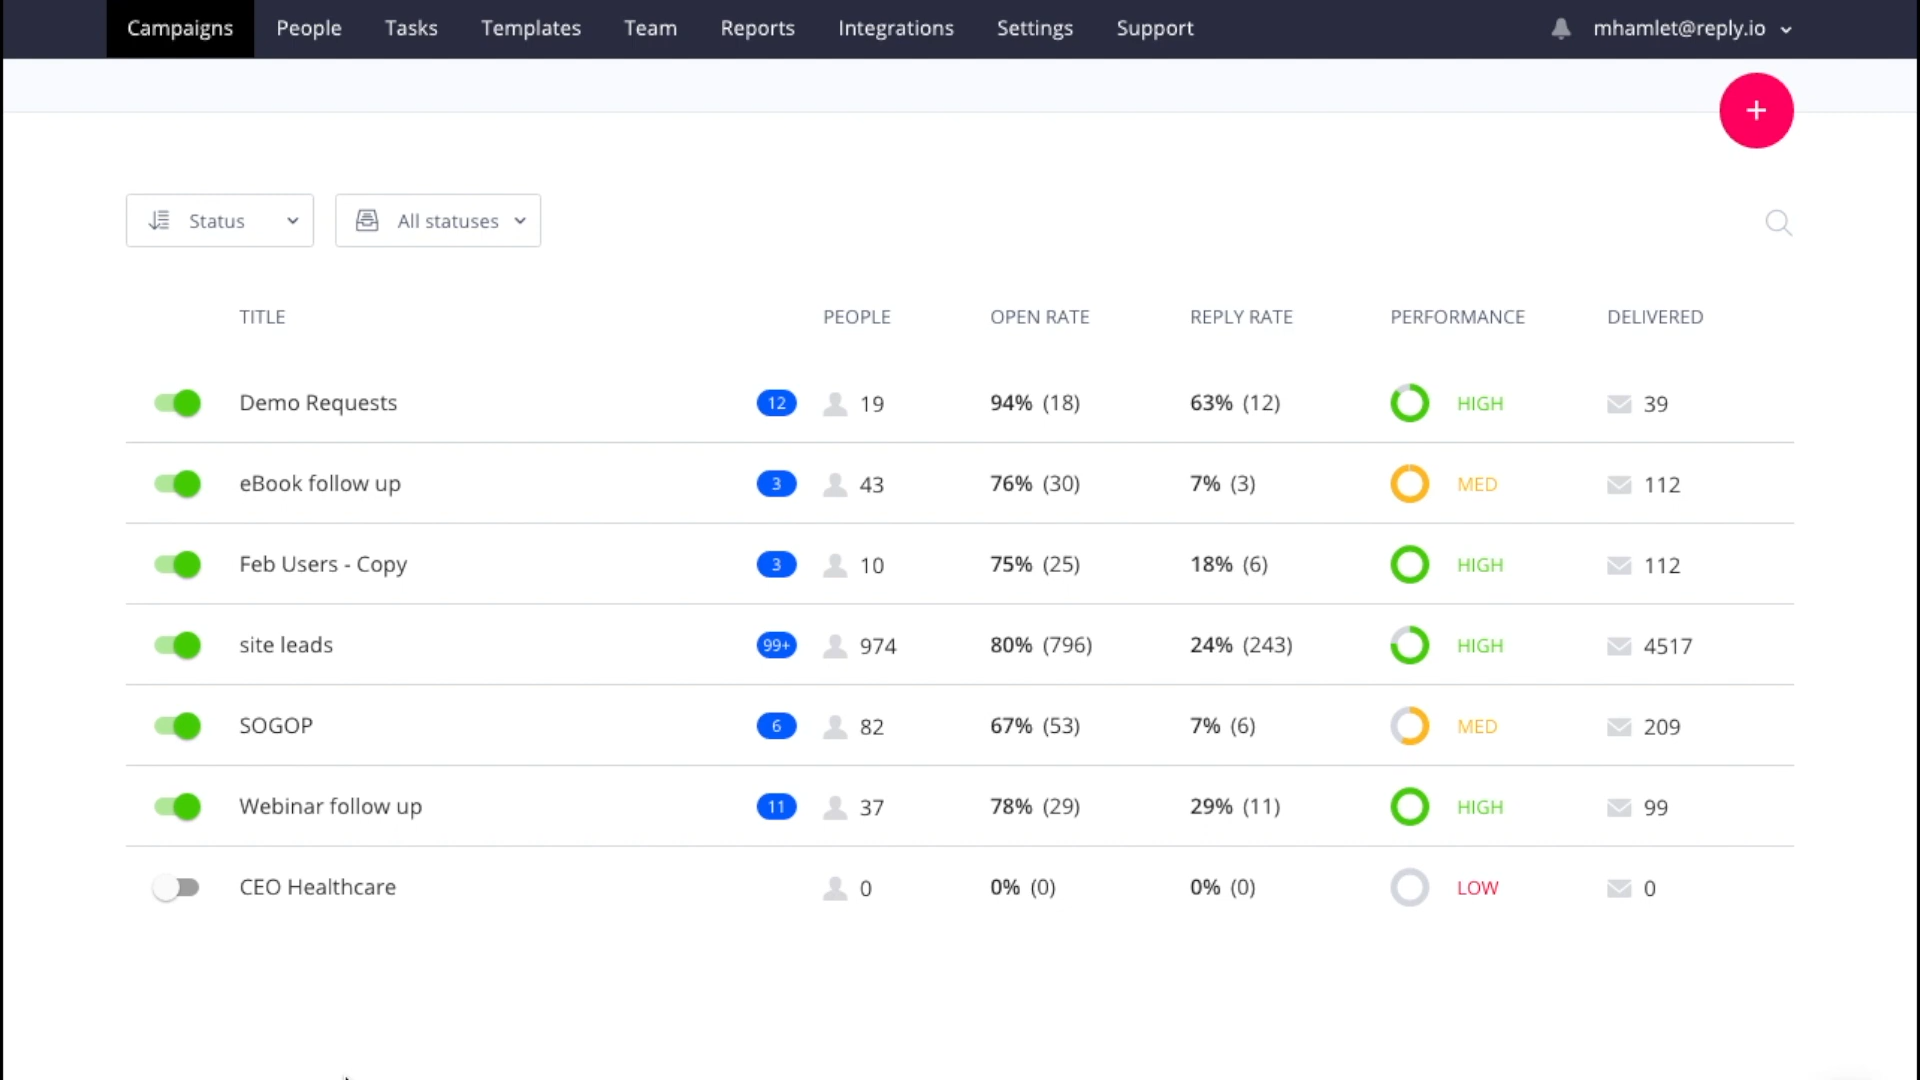 Campaigns People Tasks Templates Team Reports Integrations Settings Support mhamlet@reply.io
+
Status All statuses
TITLE PEOPLE OPEN RATE REPLY RATE PERFORMANCE DELIVERED
Demo Requests 12 19 94% (18) 63% (12) HIGH 39
eBook follow up 3 43 76% (30) 7% (3) MED 112
Feb Users - Copy 3 10 75% (25) 18% (6) HIGH 112
site leads 99+ 974 80% (796) 24% (243) HIGH 4517
SOGOP 6 82 67% (53) 7% (6) MED 209
Webinar follow up 11 37 78% (29) 29% (11) HIGH 99
CEO Healthcare 0 0% (0) 0% (0) LOW 0